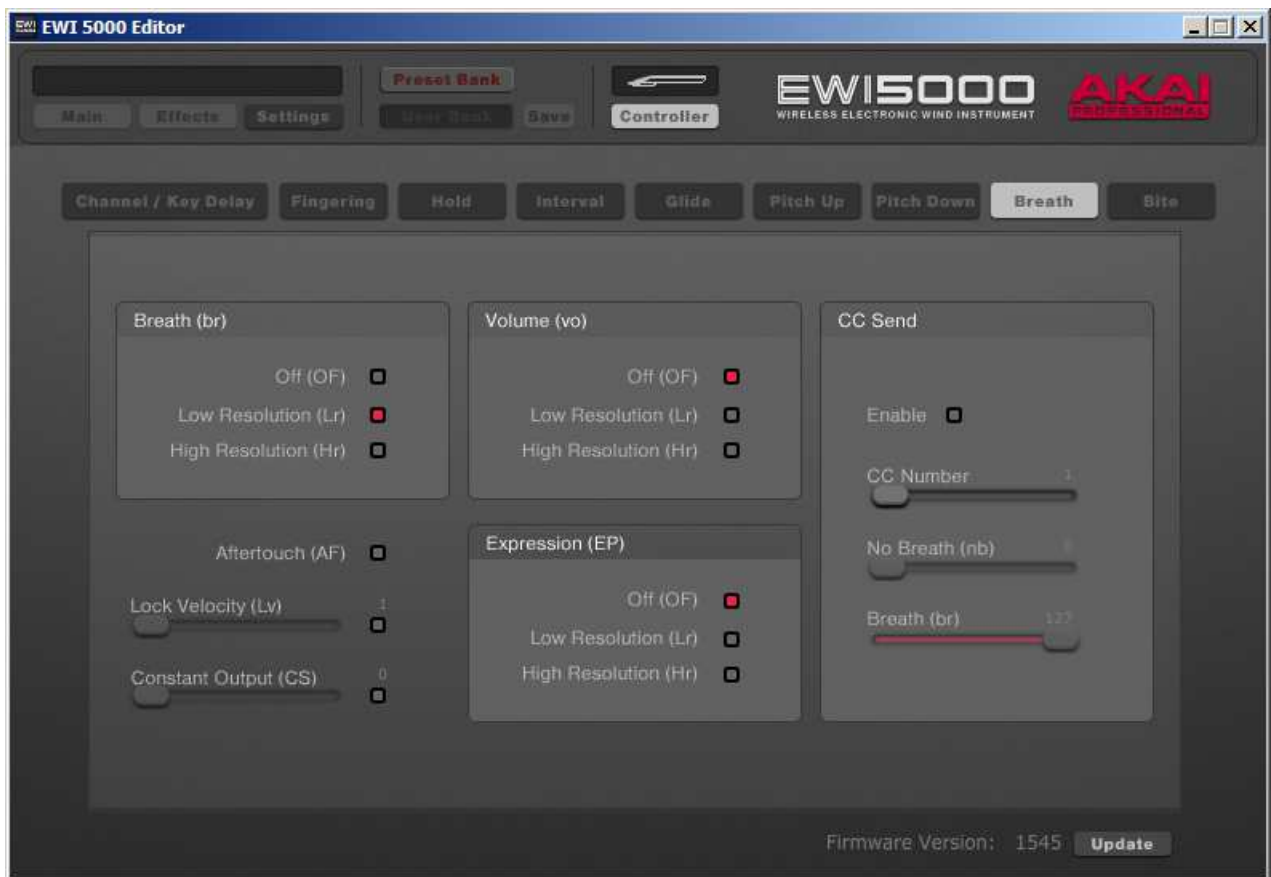 EWI 5000 Editor
Preset Bank
Main Effects Settings
User Bank Save
Controller
EWI5000
WIRELESS ELECTRONIC WIND INSTRUMENT
AKAI
PROFESSIONAL
Channel / Key Delay Fingering Hold Interval Glide Pitch Up Pitch Down Breath Bite
Breath (br)
Off (OF)
Low Resolution (Lr)
High Resolution (Hr)
Aftertouch (AF)
Lock Velocity (Lv) 1
Constant Output (CS) 0
Volume (vo)
Off (OF)
Low Resolution (Lr)
High Resolution (Hr)
Expression (EP)
Off (OF)
Low Resolution (Lr)
High Resolution (Hr)
CC Send
Enable
CC Number 1
No Breath (nb)
Breath (br) 127
Firmware Version: 1545 Update